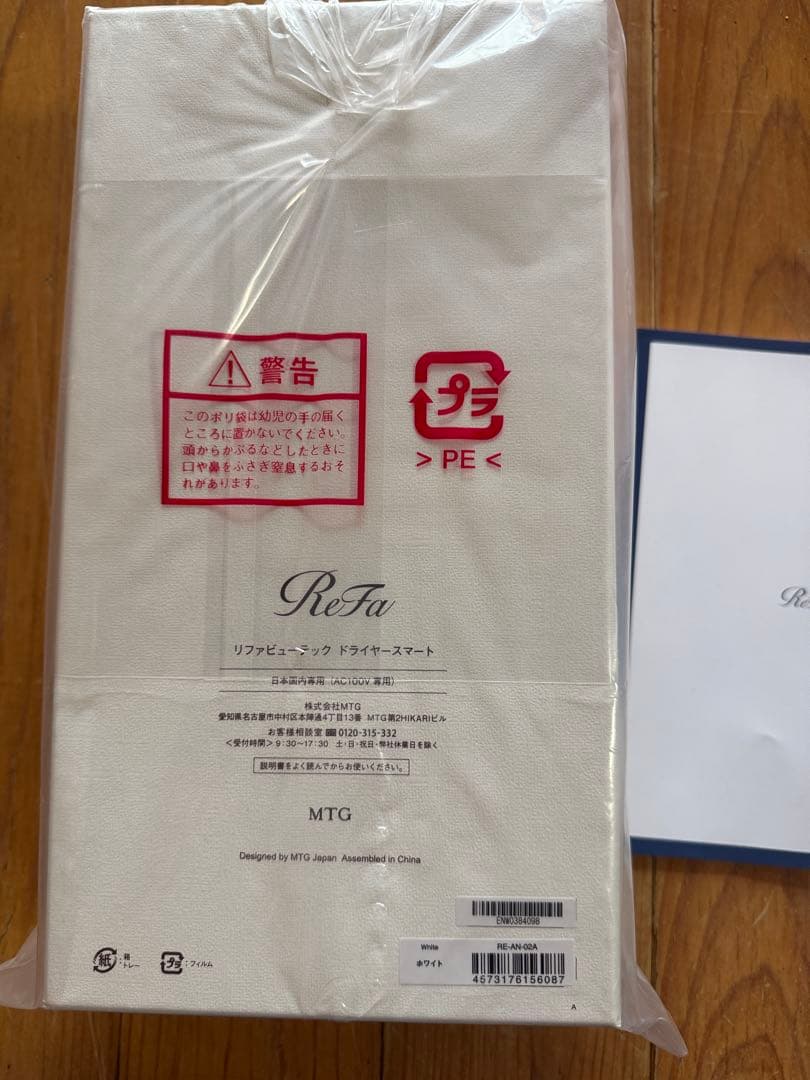 警告
このポリ袋は幼児の手の届く
ところに置かないでください。
頭からかぶるなどしたときに
口や鼻をふさぎ窒息するおそ
れがあります。
プラ
> PE <
ReFa
リファビューテック ドライヤースマート
日本国内専用（AC100V 専用）
株式会社MTG
愛知県名古屋市中村区本陣通4丁目13番 MTG第2HIKARIビル
お客様相談室 0120-315-332
<受付時間> 9:30〜17:30 土・日・祝日・弊社休業日を除く
説明書をよく読んでからお使いください。
MTG
Designed by MTG Japan Assembled in China
ENW0384098
White RE-AN-02A
ホワイト
4573176156087
紙 : 箱 トレー
プラ : フィルム
A